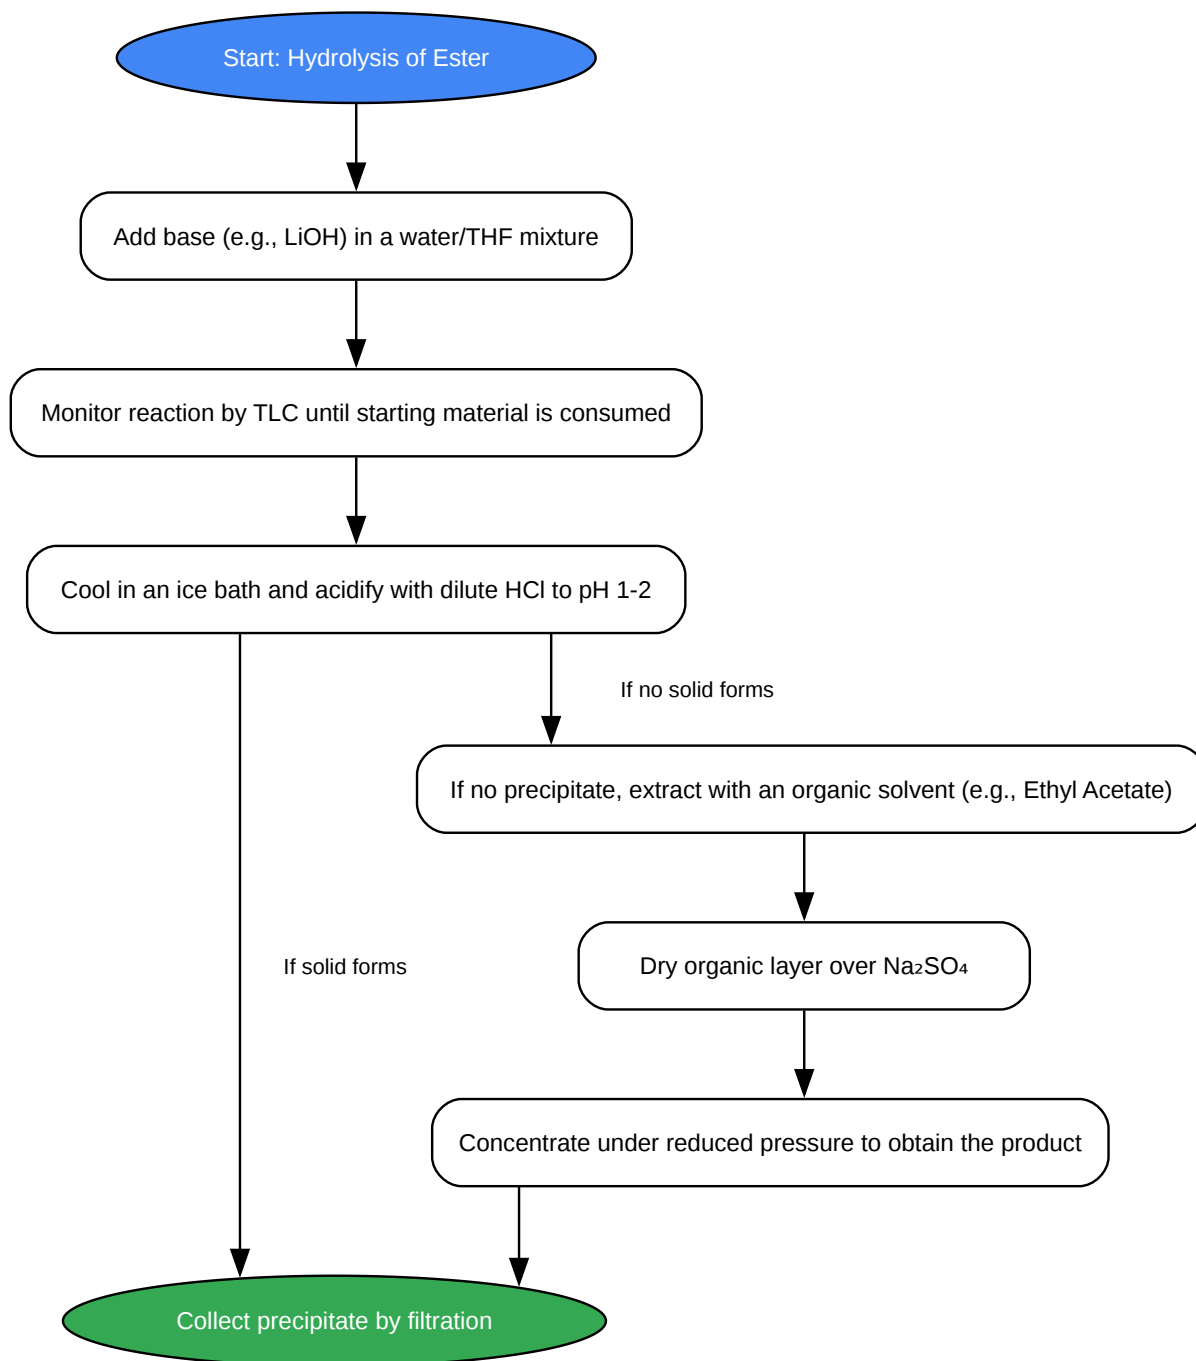 Start: Hydrolysis of Ester
Add base (e.g., LiOH) in a water/THF mixture
Monitor reaction by TLC until starting material is consumed
Cool in an ice bath and acidify with dilute HCl to pH 1-2
If no solid forms
If no precipitate, extract with an organic solvent (e.g., Ethyl Acetate)
If solid forms
Dry organic layer over Na₂SO₄
Concentrate under reduced pressure to obtain the product
Collect precipitate by filtration